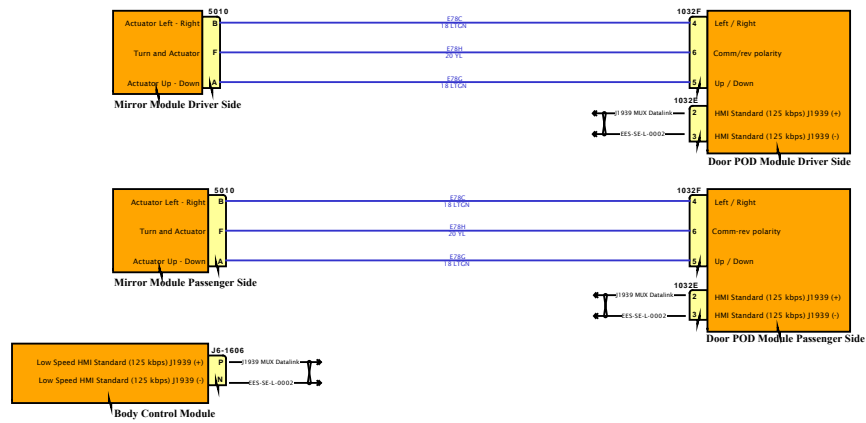 5010
1032F
Actuator Left - Right
B
E78C
18 LTGN
4
Left / Right
Turn and Actuator
F
E78H
20 YL
6
Comm/rev polarity
Actuator Up - Down
A
E78G
18 LTGN
5
Up / Down
Mirror Module Driver Side
1032E
J1939 MUX Datalink
2
HMI Standard (125 kbps) J1939 (+)
EES-SE-L-0002
3
HMI Standard (125 kbps) J1939 (-)
Door POD Module Driver Side
5010
1032F
Actuator Left - Right
B
E78C
18 LTGN
4
Left / Right
Turn and Actuator
F
E78H
20 YL
6
Comm-rev polarity
Actuator Up - Down
A
E78G
18 LTGN
5
Up / Down
Mirror Module Passenger Side
1032E
J1939 MUX Datalink
2
HMI Standard (125 kbps) J1939 (+)
EES-SE-L-0002
3
HMI Standard (125 kbps) J1939 (-)
Door POD Module Passenger Side
J6-1606
Low Speed HMI Standard (125 kbps) J1939 (+)
P
J1939 MUX Datalink
Low Speed HMI Standard (125 kbps) J1939 (-)
N
EES-SE-L-0002
Body Control Module